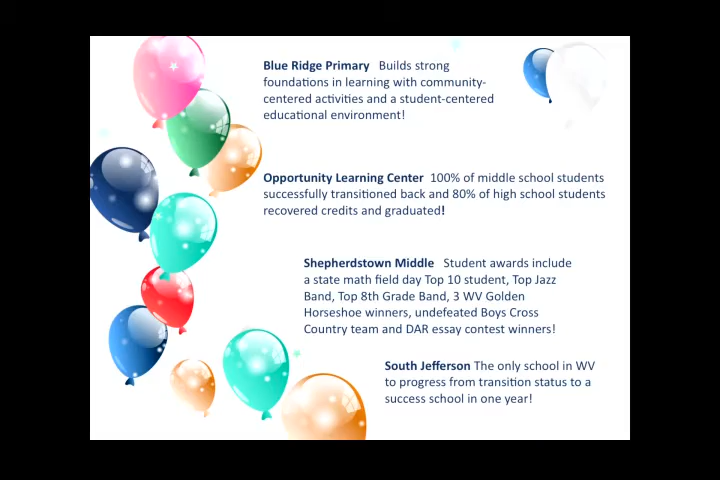 Blue Ridge Primary Builds strong
foundations in learning with community-
centered activities and a student-centered
educational environment!
Opportunity Learning Center 100% of middle school students
successfully transitioned back and 80% of high school students
recovered credits and graduated!
Shepherdstown Middle Student awards include
a state math field day Top 10 student, Top Jazz
Band, Top 8th Grade Band, 3 WV Golden
Horseshoe winners, undefeated Boys Cross
Country team and DAR essay contest winners!
South Jefferson The only school in WV
to progress from transition status to a
success school in one year!